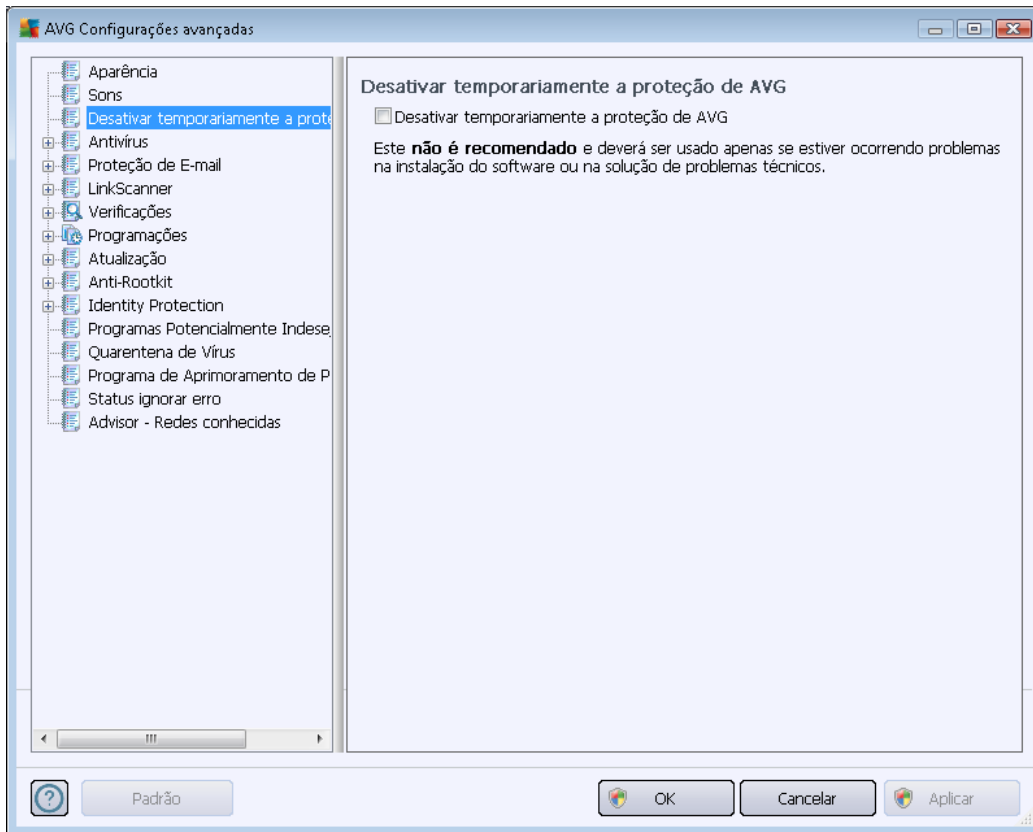 AVG Configurações avançadas
Aparência
Sons
Desativar temporariamente a prote
Antivírus
Proteção de E-mail
LinkScanner
Verificações
Programações
Atualização
Anti-Rootkit
Identity Protection
Programas Potencialmente Indese
Quarentena de Vírus
Programa de Aprimoramento de P
Status ignorar erro
Advisor - Redes conhecidas
Desativar temporariamente a proteção de AVG
Desativar temporariamente a proteção de AVG
Este não é recomendado e deverá ser usado apenas se estiver ocorrendo problemas
na instalação do software ou na solução de problemas técnicos.
Padrão
OK
Cancelar
Aplicar